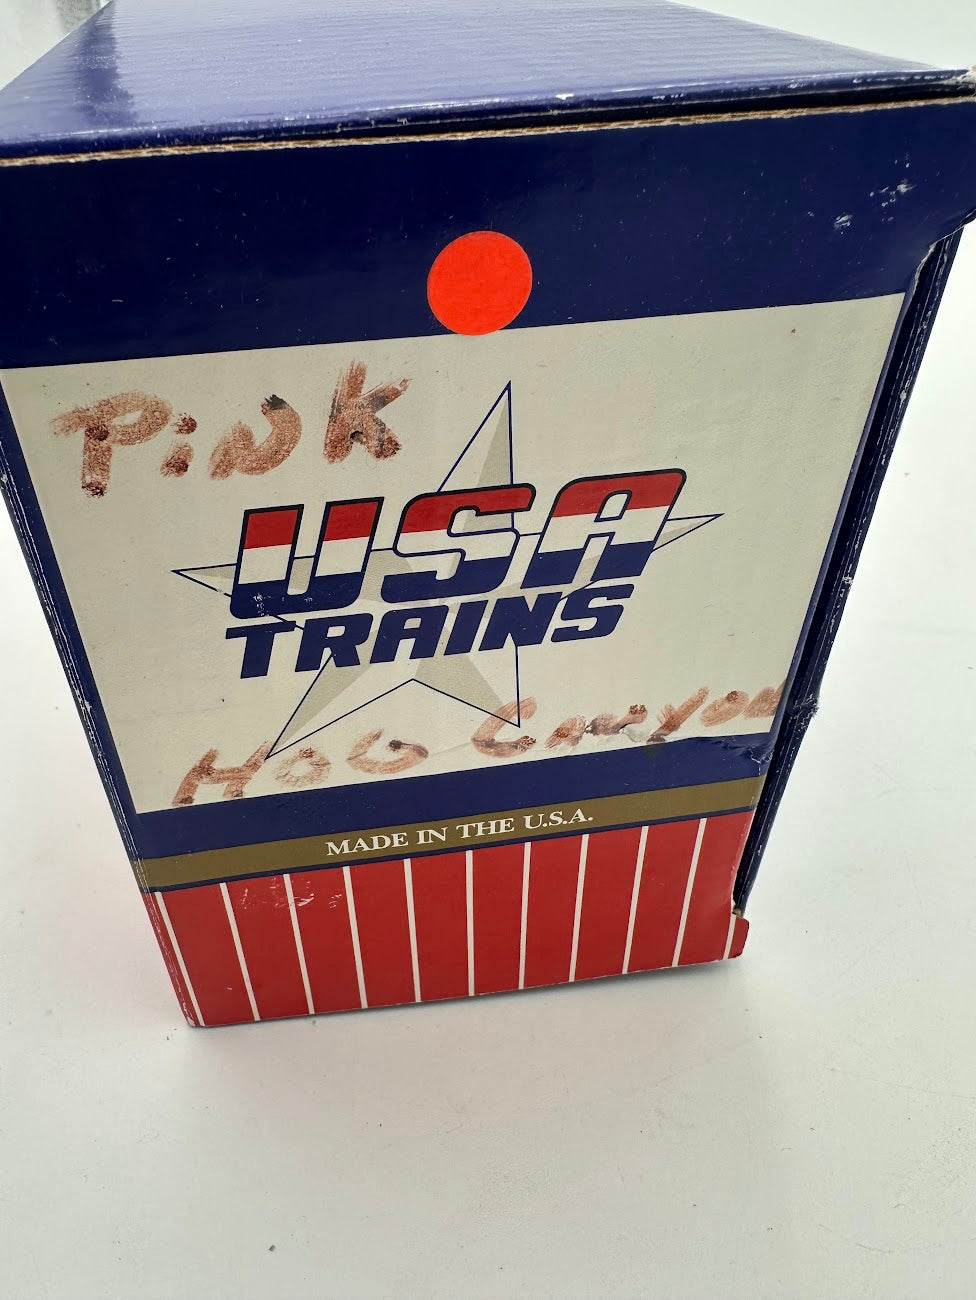 PiNK
USA
TRAINS
HOG CANYON
MADE IN THE U.S.A.